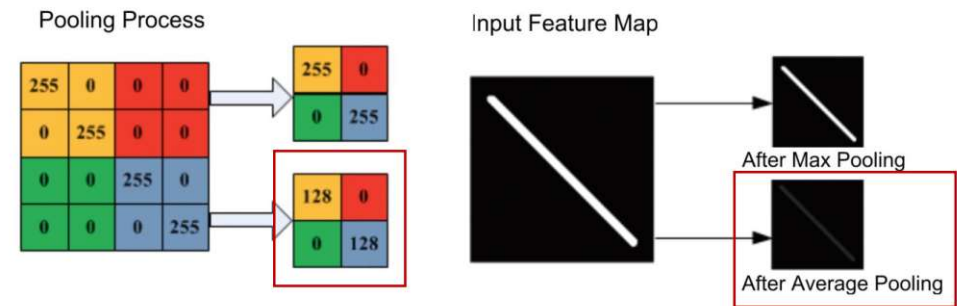 Pooling Process
255 0 0 0
0 255 0 0
0 0 255 0
0 0 0 255
255 0
0 255
128 0
0 128
Input Feature Map
After Max Pooling
After Average Pooling